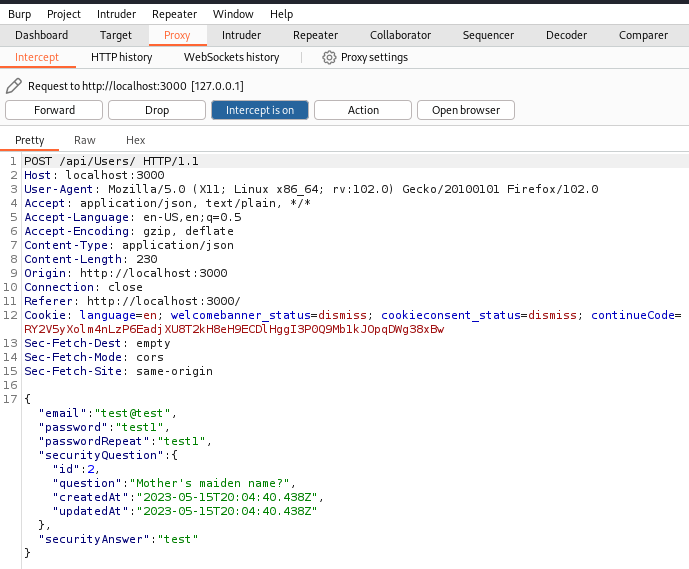 Burp Project Intruder Repeater Window Help
Dashboard Target Proxy Intruder Repeater Collaborator Sequencer Decoder Comparer
Intercept HTTP history WebSockets history Proxy settings
Request to http://localhost:3000 [127.0.0.1]
Forward Drop Intercept is on Action Open browser
Pretty Raw Hex
1 POST /api/Users/ HTTP/1.1
2 Host: localhost:3000
3 User-Agent: Mozilla/5.0 (X11; Linux x86_64; rv:102.0) Gecko/20100101 Firefox/102.0
4 Accept: application/json, text/plain, */*
5 Accept-Language: en-US,en;q=0.5
6 Accept-Encoding: gzip, deflate
7 Content-Type: application/json
8 Content-Length: 230
9 Origin: http://localhost:3000
10 Connection: close
11 Referer: http://localhost:3000/
12 Cookie: language=en; welcomebanner_status=dismiss; cookieconsent_status=dismiss; continueCode=
RY2V5yXolm4nLzP6EadjXU8T2kH8eH9ECDlHggI3P0Q9Mb1kJOpqDWg38xBw
13 Sec-Fetch-Dest: empty
14 Sec-Fetch-Mode: cors
15 Sec-Fetch-Site: same-origin
16
17 {
"email":"test@test",
"password":"test1",
"passwordRepeat":"test1",
"securityQuestion":{
"id":2,
"question":"Mother's maiden name?",
"createdAt":"2023-05-15T20:04:40.438Z",
"updatedAt":"2023-05-15T20:04:40.438Z"
},
"securityAnswer":"test"
}